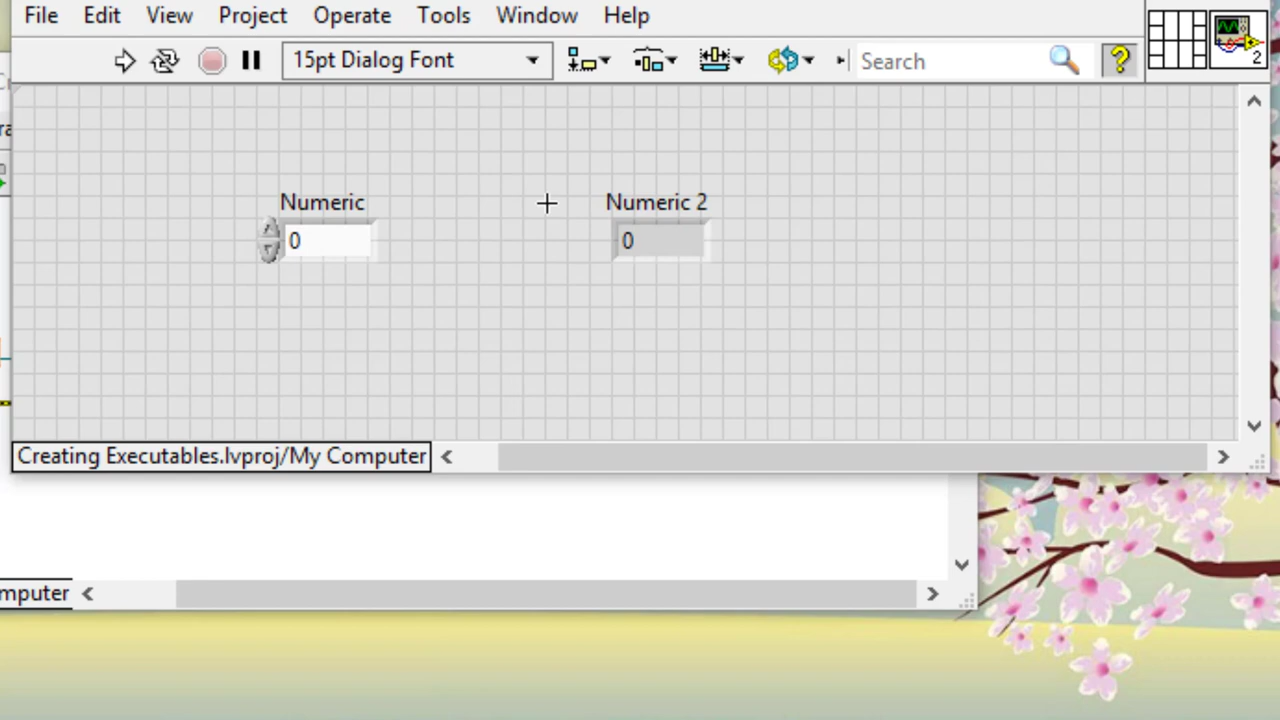 File Edit View Project Operate Tools Window Help
15pt Dialog Font
Search
?
2
Numeric
0
Numeric 2
0
Creating Executables.lvproj/My Computer
mputer